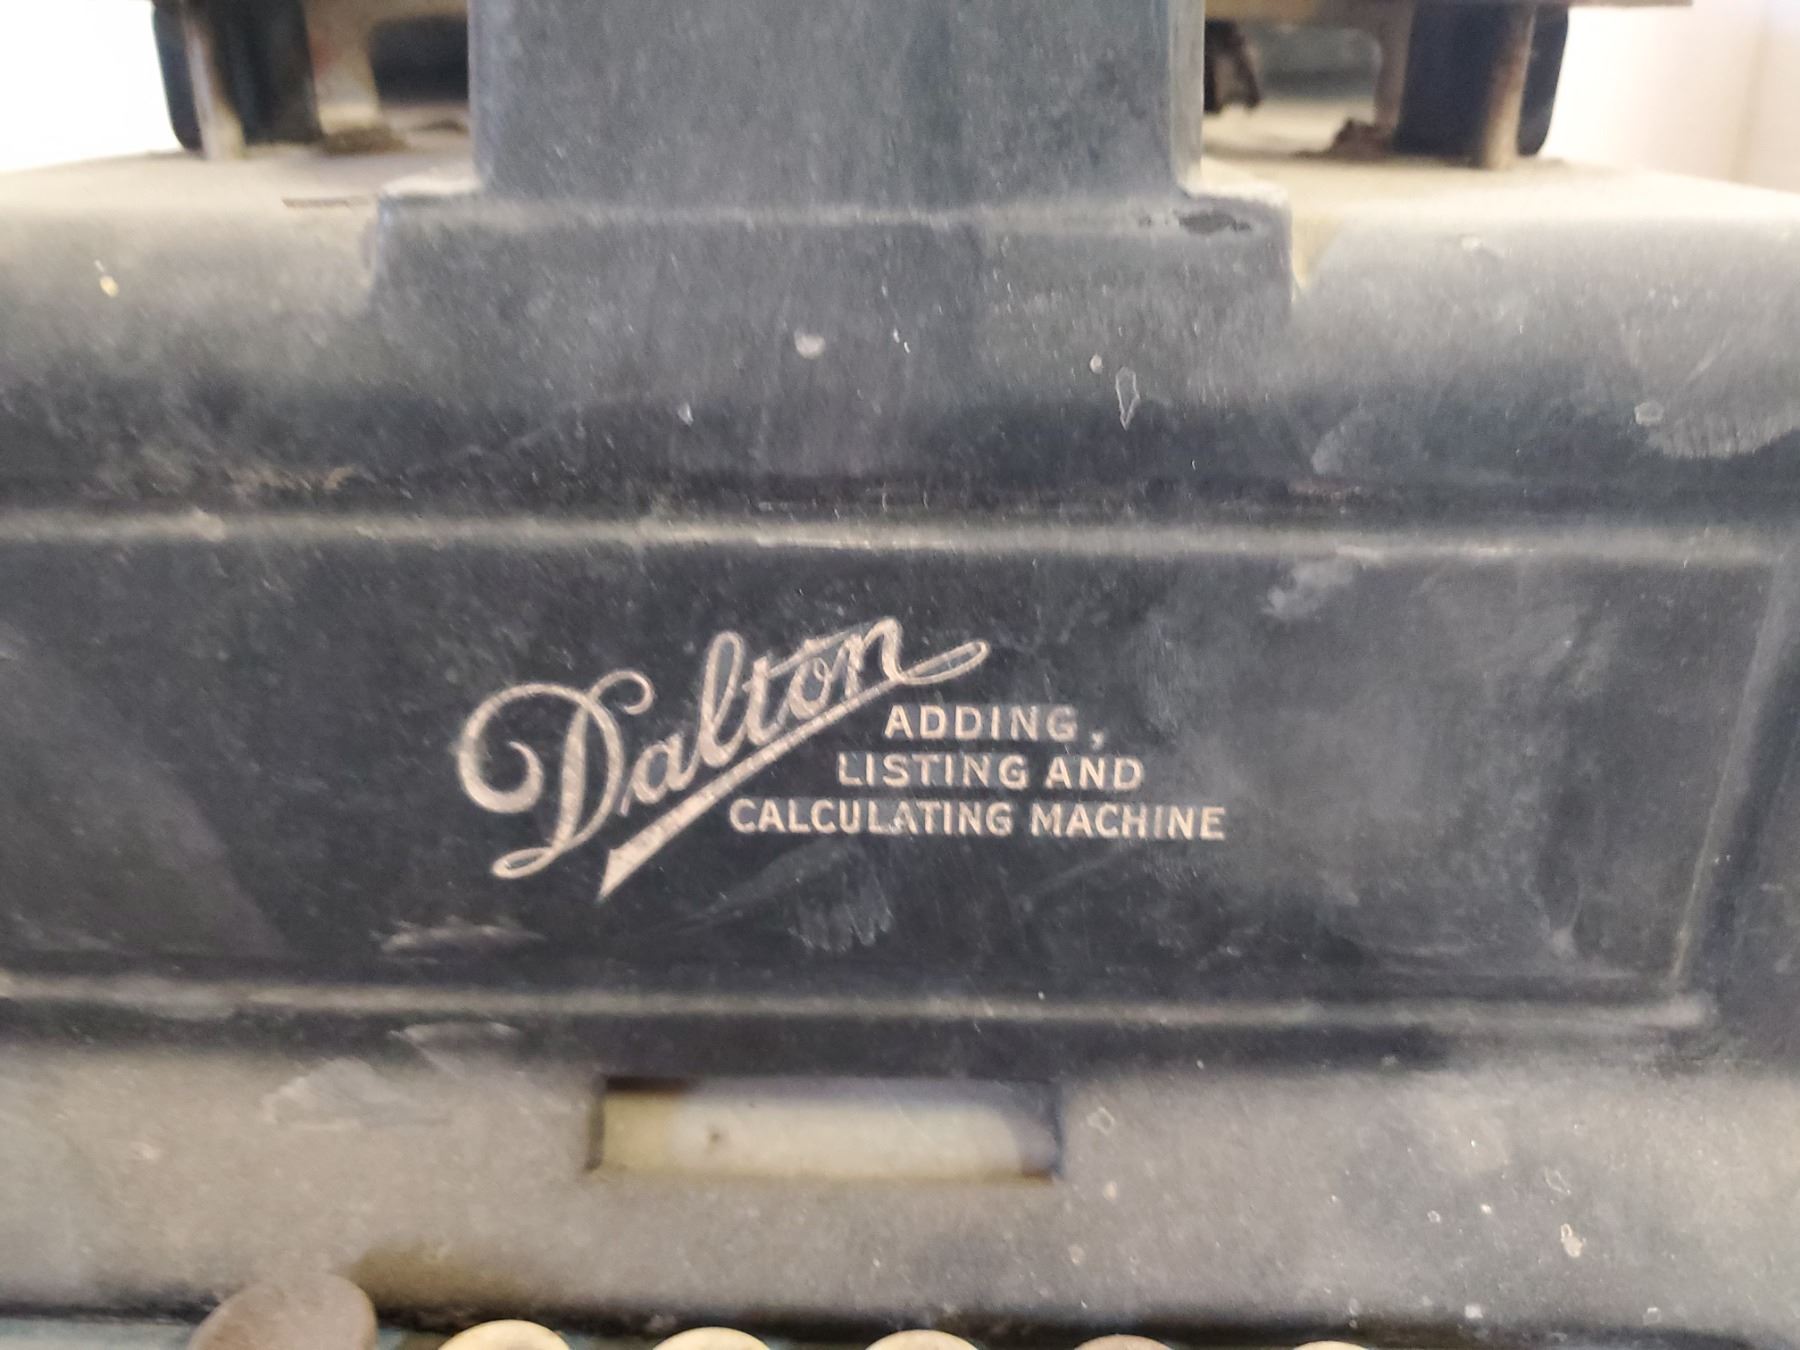 Dalton
ADDING,
LISTING AND
CALCULATING MACHINE